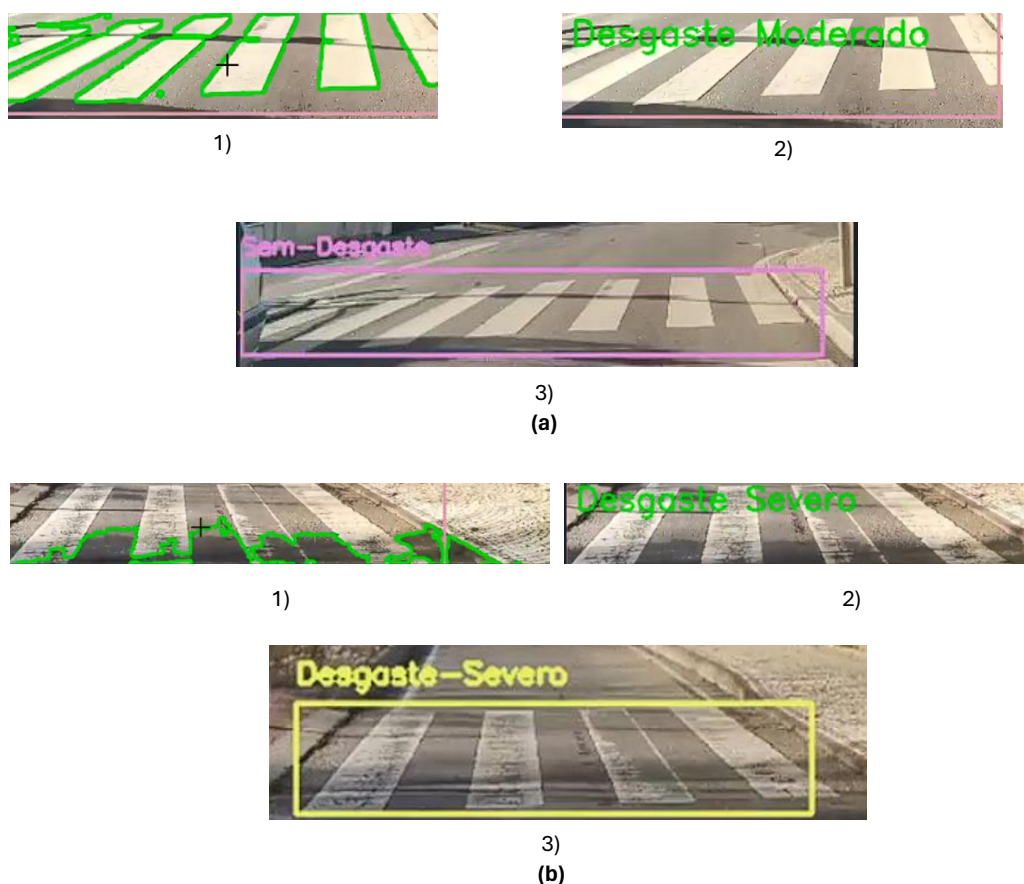 Desgaste Moderado
1)
2)
Sem-Desgaste
3)
(a)
Desgaste Severo
1)
2)
Desgaste-Severo
3)
(b)